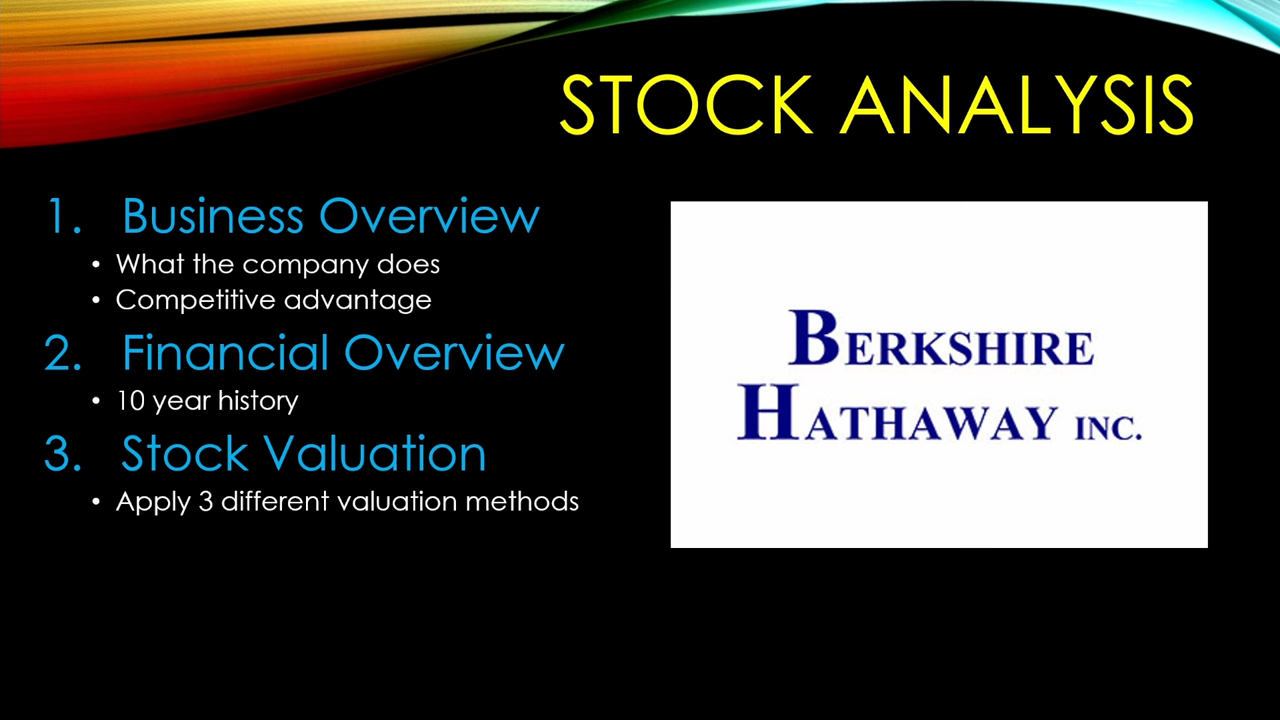 STOCK ANALYSIS
1. Business Overview
• What the company does
• Competitive advantage
2. Financial Overview
• 10 year history
3. Stock Valuation
• Apply 3 different valuation methods
BERKSHIRE
HATHAWAY INC.